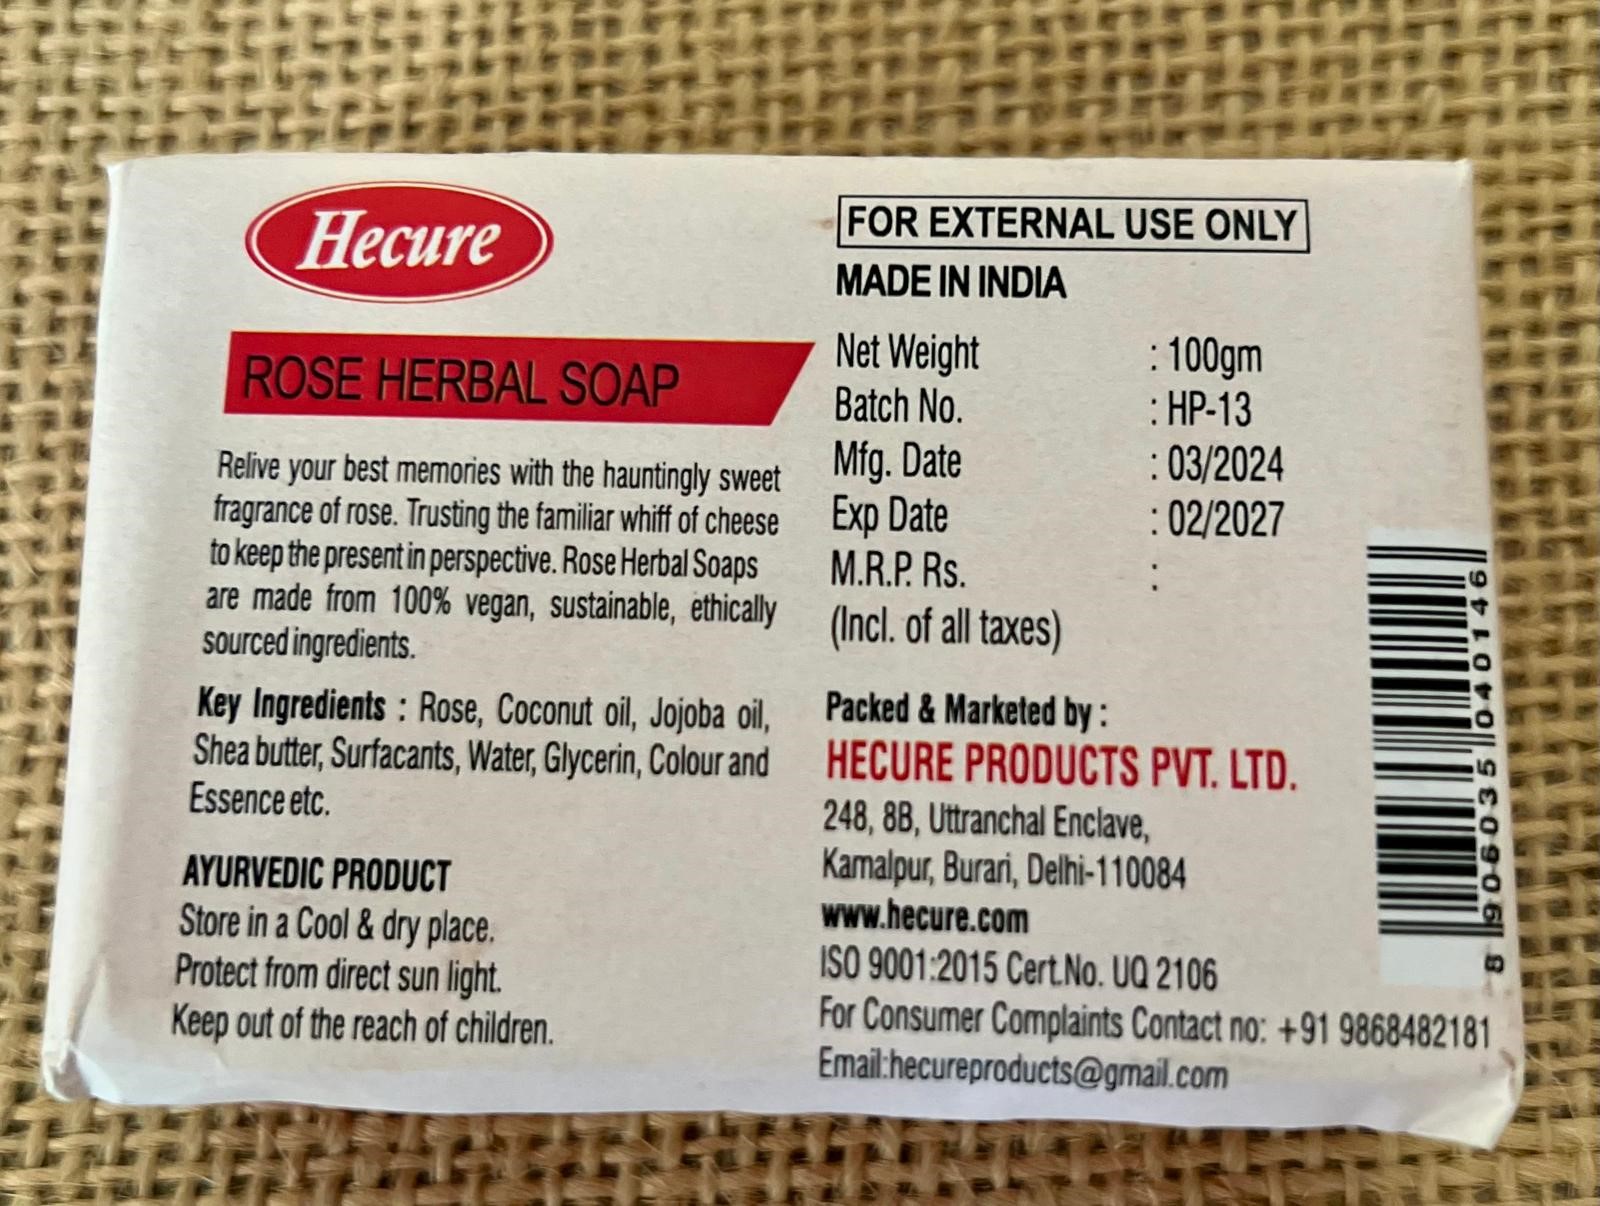 Hecure
ROSE HERBAL SOAP
Relive your best memories with the hauntingly sweet
fragrance of rose. Trusting the familiar whiff of cheese
to keep the present in perspective. Rose Herbal Soaps
are made from 100% vegan, sustainable, ethically
sourced ingredients.
Key Ingredients : Rose, Coconut oil, Jojoba oil,
Shea butter, Surfacants, Water, Glycerin, Colour and
Essence etc.
AYURVEDIC PRODUCT
Store in a Cool & dry place.
Protect from direct sun light.
Keep out of the reach of children.
FOR EXTERNAL USE ONLY
MADE IN INDIA
Net Weight : 100gm
Batch No. : HP-13
Mfg. Date : 03/2024
Exp Date : 02/2027
M.R.P. Rs. :
(Incl. of all taxes)
Packed & Marketed by :
HECURE PRODUCTS PVT. LTD.
248, 8B, Uttranchal Enclave,
Kamalpur, Burari, Delhi-110084
www.hecure.com
ISO 9001:2015 Cert.No. UQ 2106
For Consumer Complaints Contact no: +91 9868482181
Email:hecureproducts@gmail.com
8 906035 040146